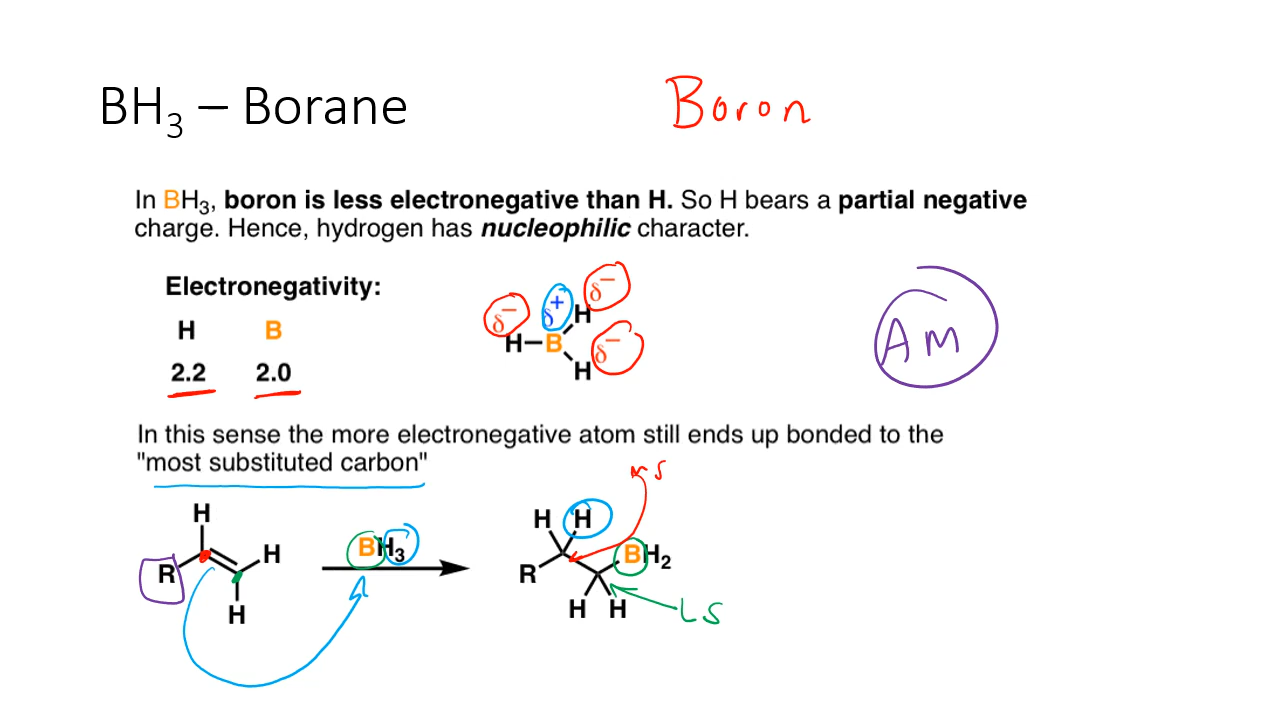 BH3 – Borane
Boron
In BH3, boron is less electronegative than H. So H bears a partial negative
charge. Hence, hydrogen has nucleophilic character.
Electronegativity:
H B
2.2 2.0
δ− δ+ δ−
H
H–B δ−
H
AM
In this sense the more electronegative atom still ends up bonded to the
"most substituted carbon"
MS
H H H
BH3 H BH2
R R
H H H
LS